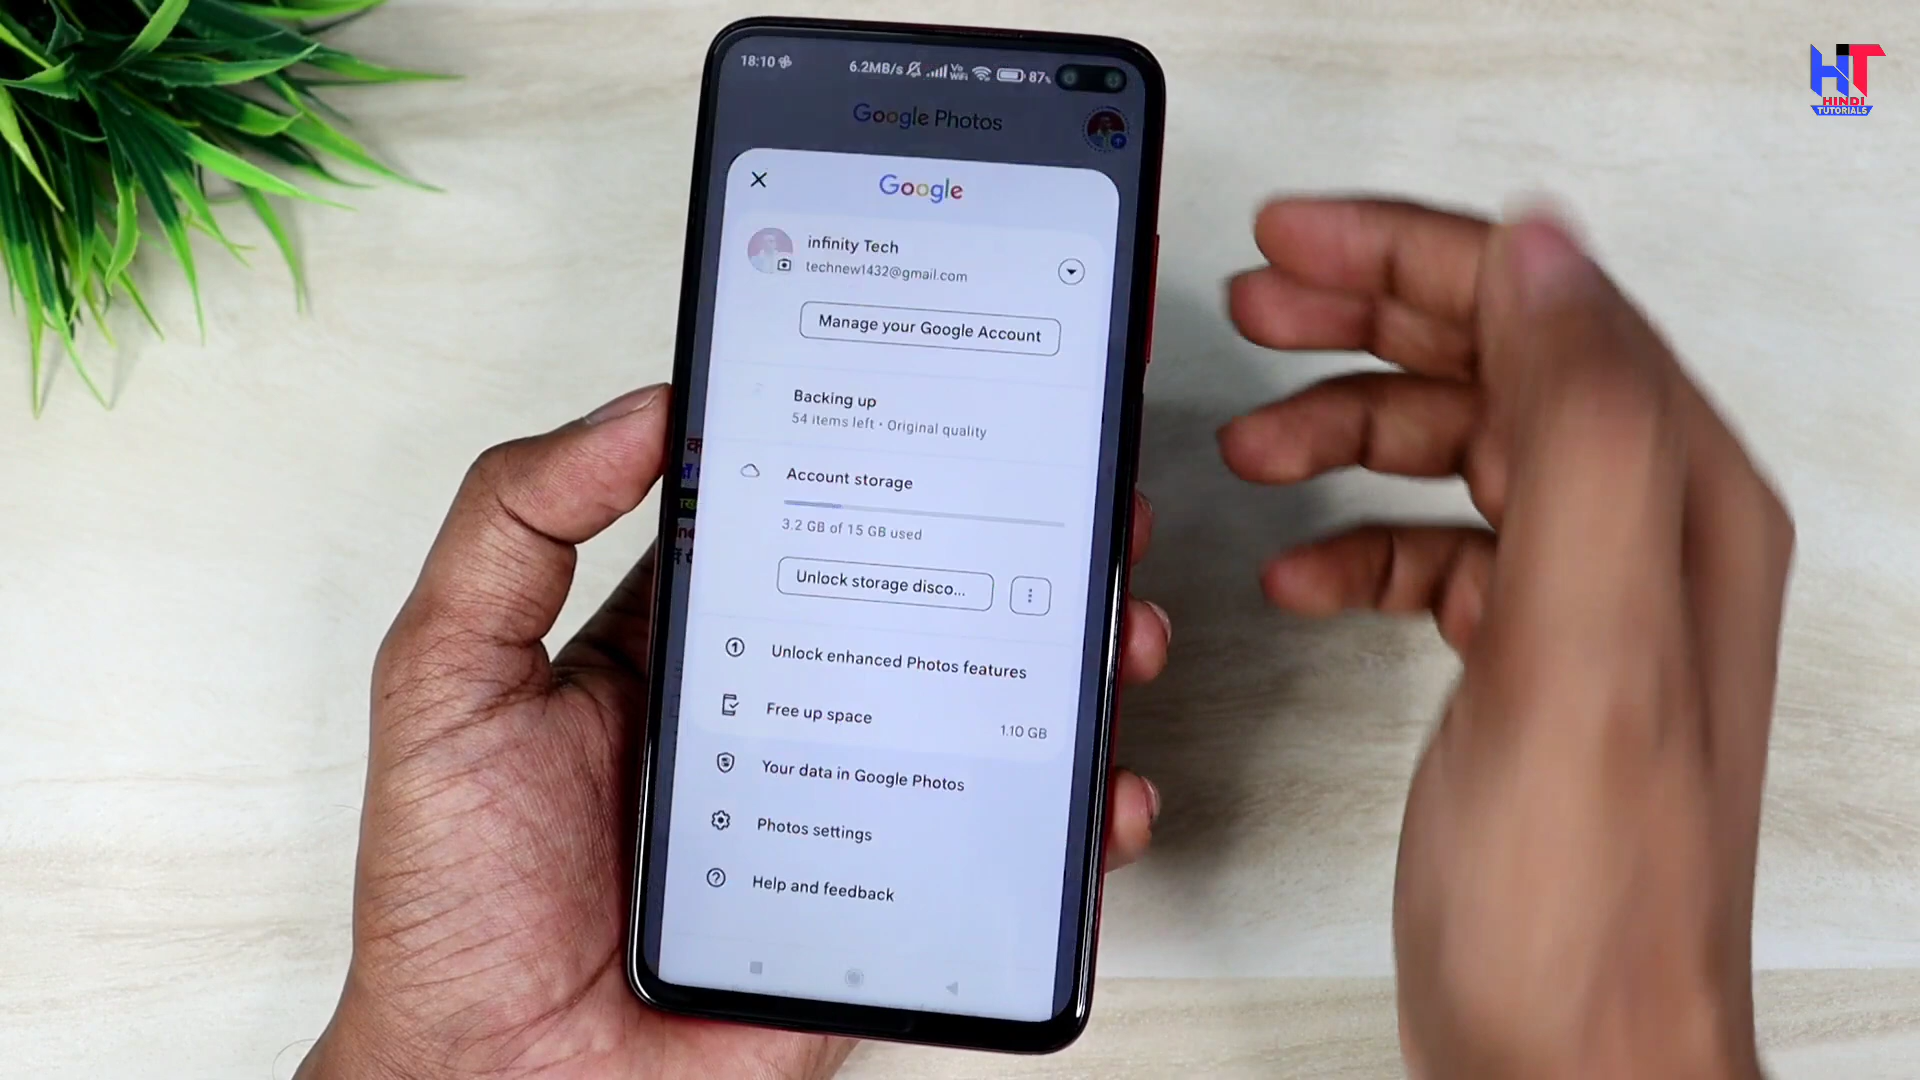 18:10
6.2MB/s Vo WiFi 87%
Google Photos
Google
infinity Tech
technew1432@gmail.com
Manage your Google Account
Backing up
54 items left • Original quality
Account storage
3.2 GB of 15 GB used
Unlock storage disco...
Unlock enhanced Photos features
Free up space
1.10 GB
Your data in Google Photos
Photos settings
Help and feedback
HT
HINDI
TUTORIALS